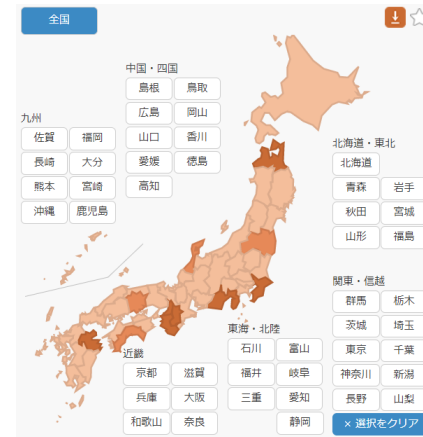 全国
中国・四国
島根 鳥取
広島 岡山
山口 香川
愛媛 徳島
高知
九州
佐賀 福岡
長崎 大分
熊本 宮崎
沖縄 鹿児島
北海道・東北
北海道
青森 岩手
秋田 宮城
山形 福島
関東・信越
群馬 栃木
茨城 埼玉
東京 千葉
神奈川 新潟
長野 山梨
× 選択をクリア
東海・北陸
石川 富山
福井 岐阜
三重 愛知
静岡
近畿
京都 滋賀
兵庫 大阪
和歌山 奈良